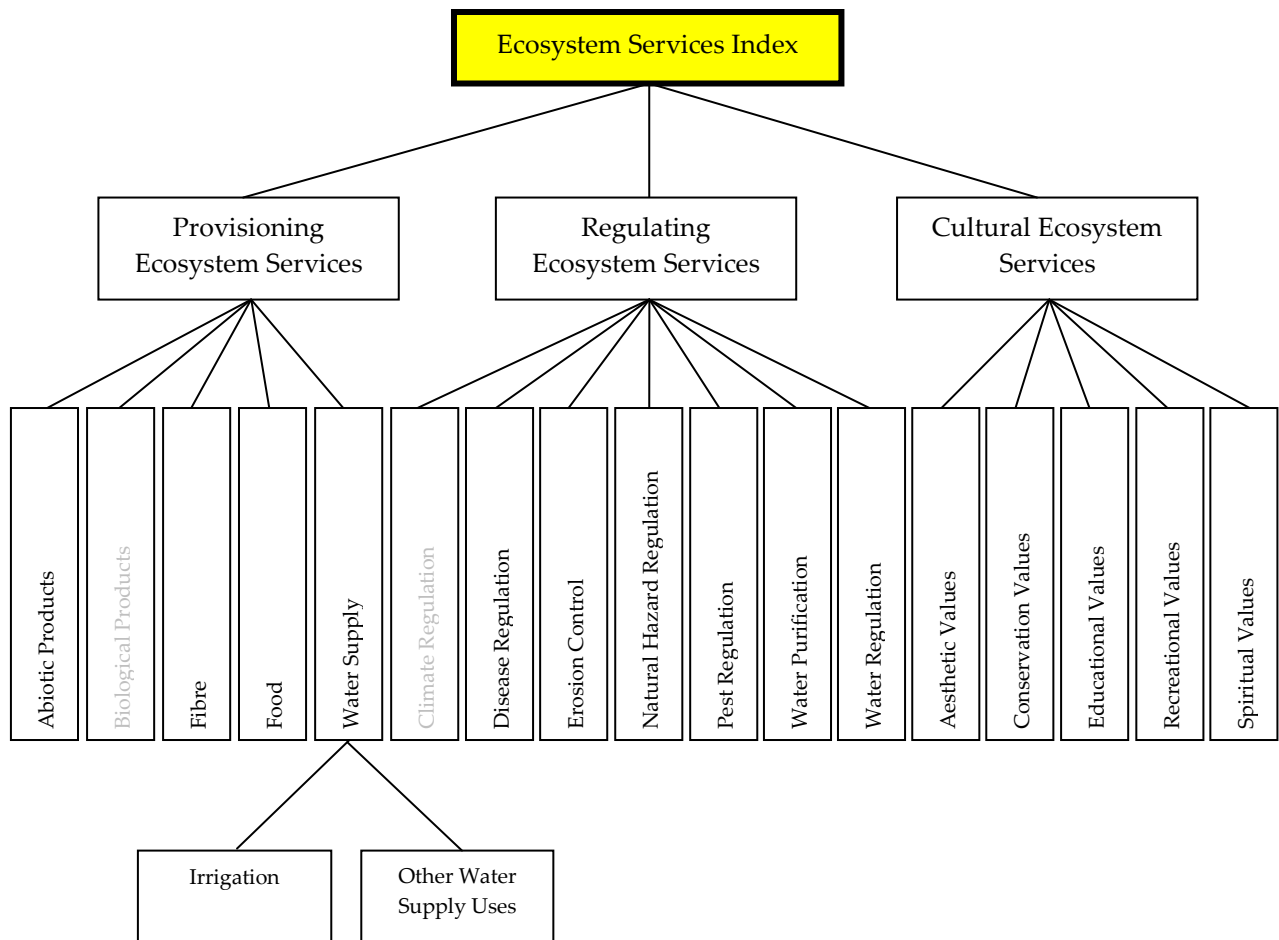 Ecosystem Services Index
Provisioning
Ecosystem Services
Regulating
Ecosystem Services
Cultural Ecosystem
Services
Abiotic Products
Biological Products
Fibre
Food
Water Supply
Climate Regulation
Disease Regulation
Erosion Control
Natural Hazard Regulation
Pest Regulation
Water Purification
Water Regulation
Aesthetic Values
Conservation Values
Educational Values
Recreational Values
Spiritual Values
Irrigation
Other Water
Supply Uses